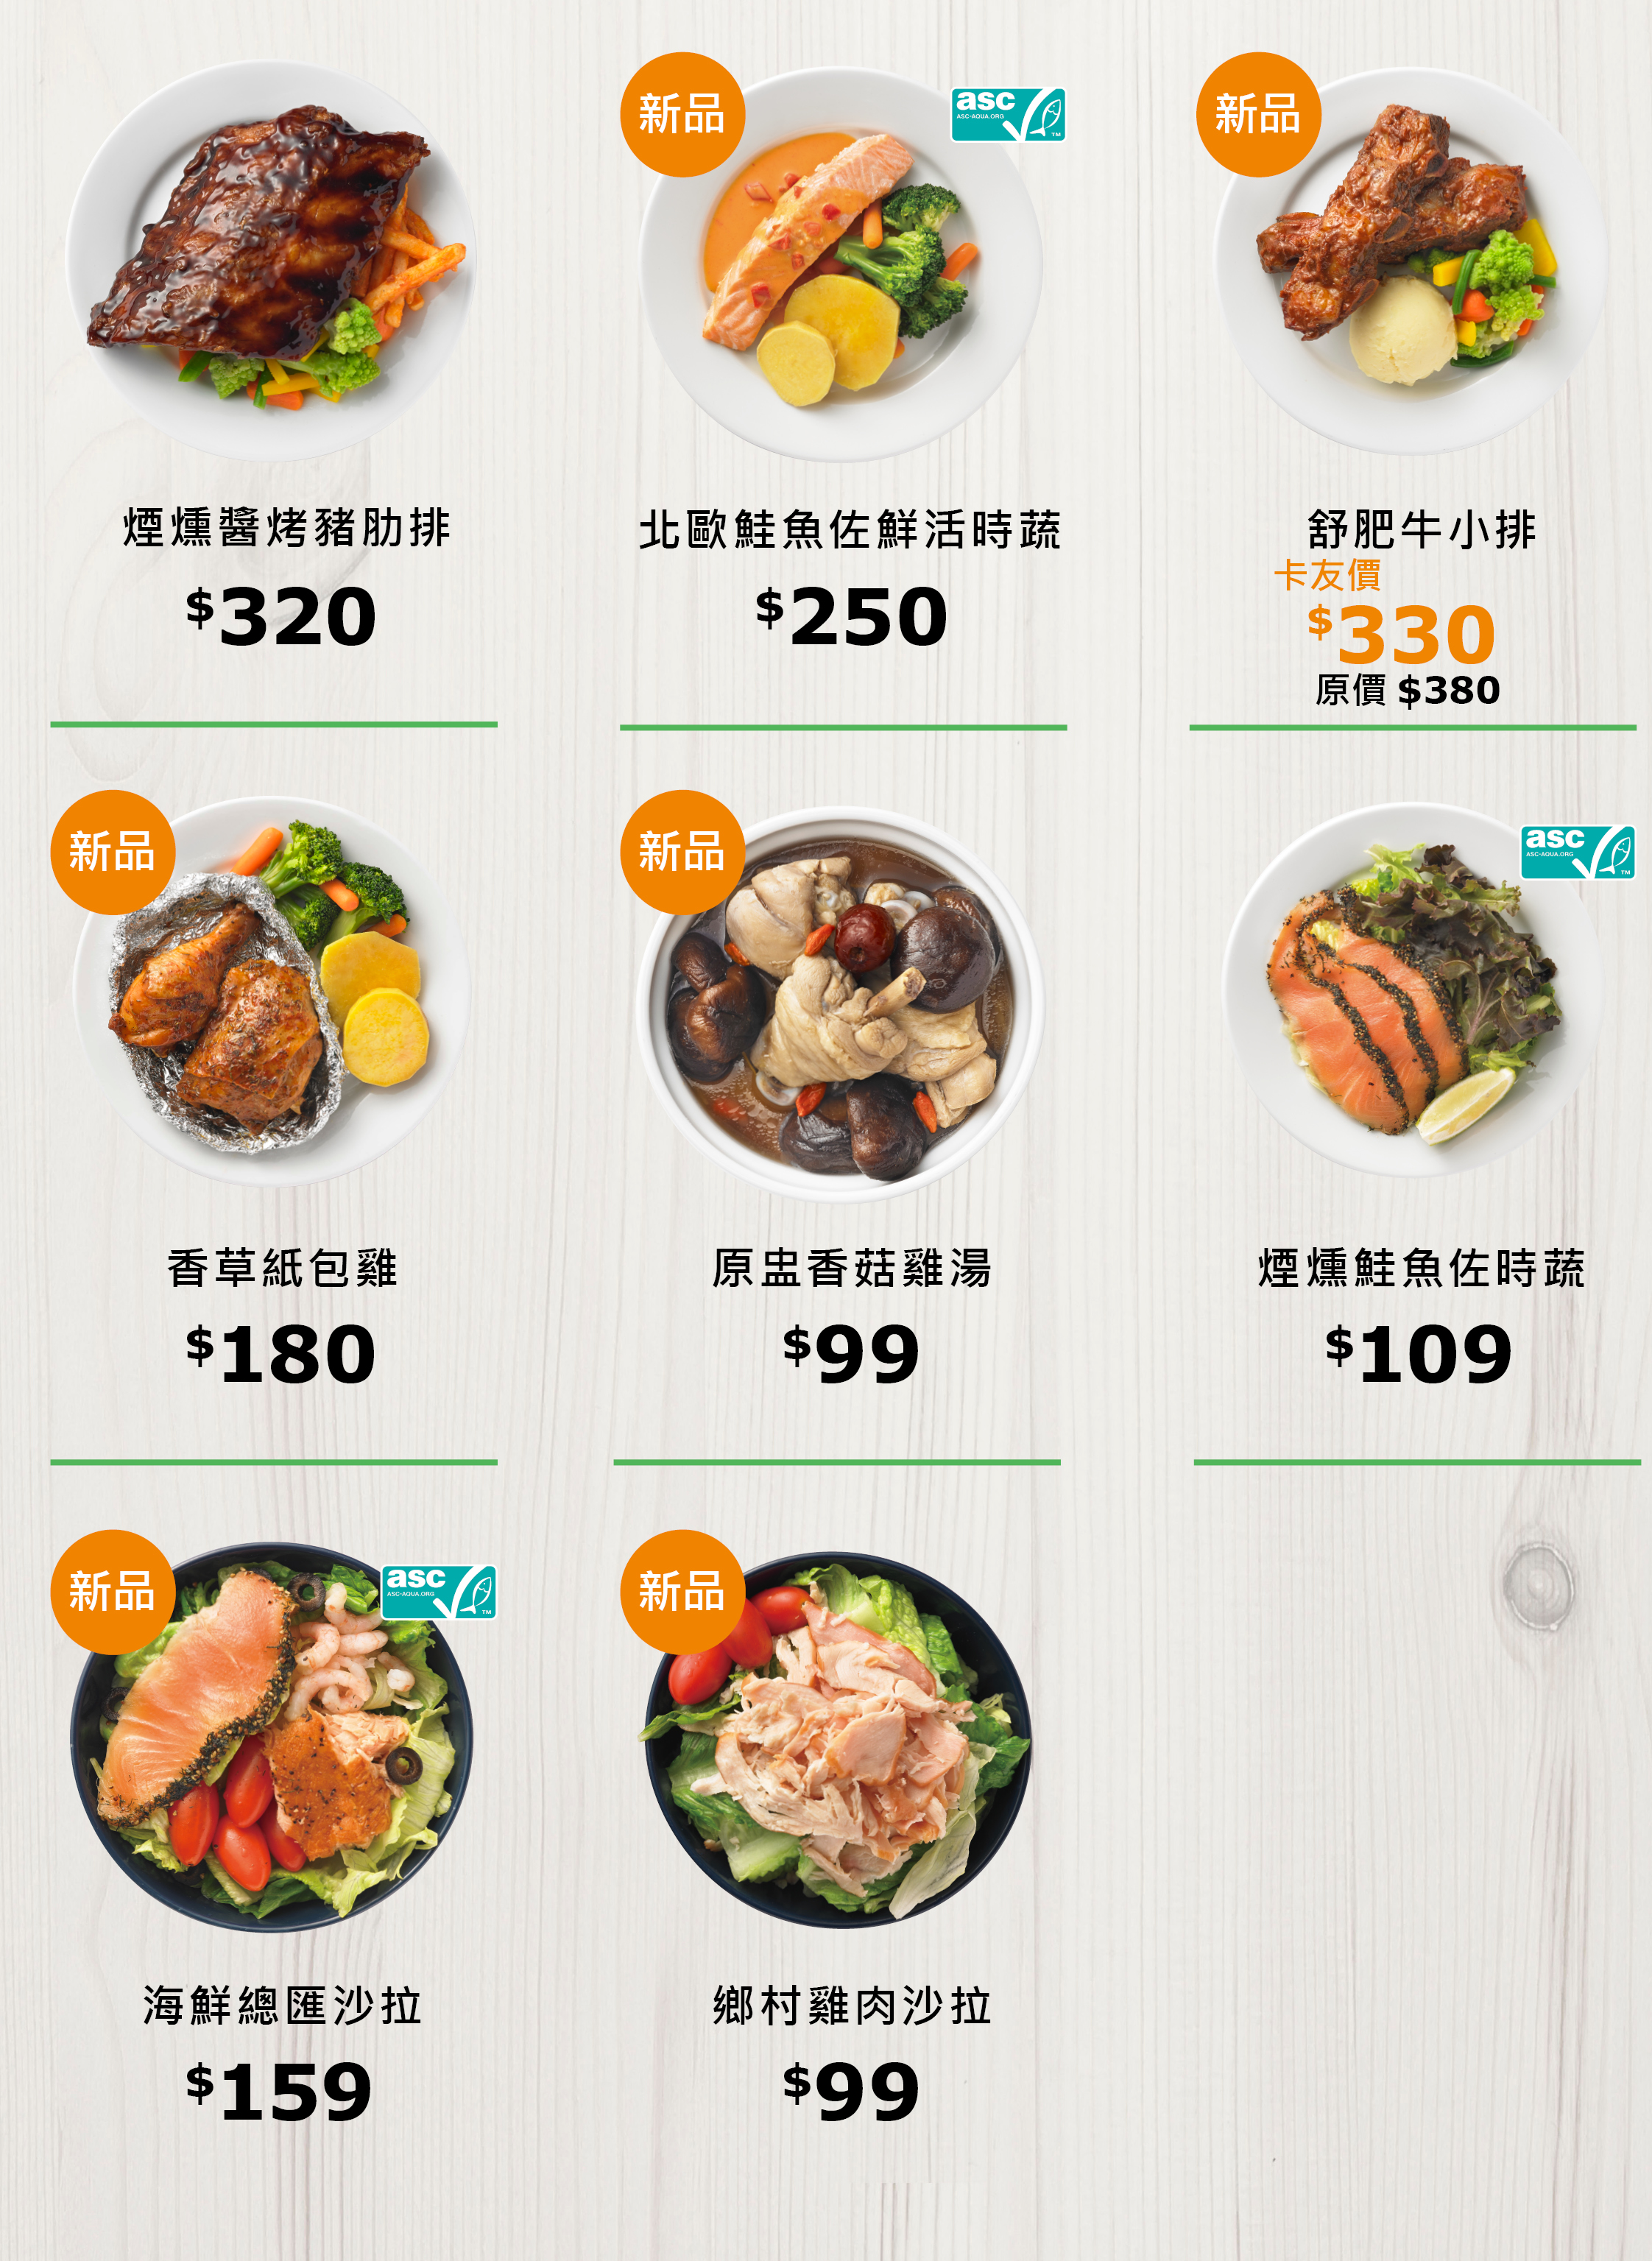 新品
asc
ASC-AQUA.ORG
TM
新品
煙燻醬烤豬肋排
$320
北歐鮭魚佐鮮活時蔬
$250
舒肥牛小排
卡友價
$330
原價 $380
新品
新品
asc
ASC-AQUA.ORG
TM
香草紙包雞
$180
原盅香菇雞湯
$99
煙燻鮭魚佐時蔬
$109
新品
asc
ASC-AQUA.ORG
TM
新品
海鮮總匯沙拉
$159
鄉村雞肉沙拉
$99